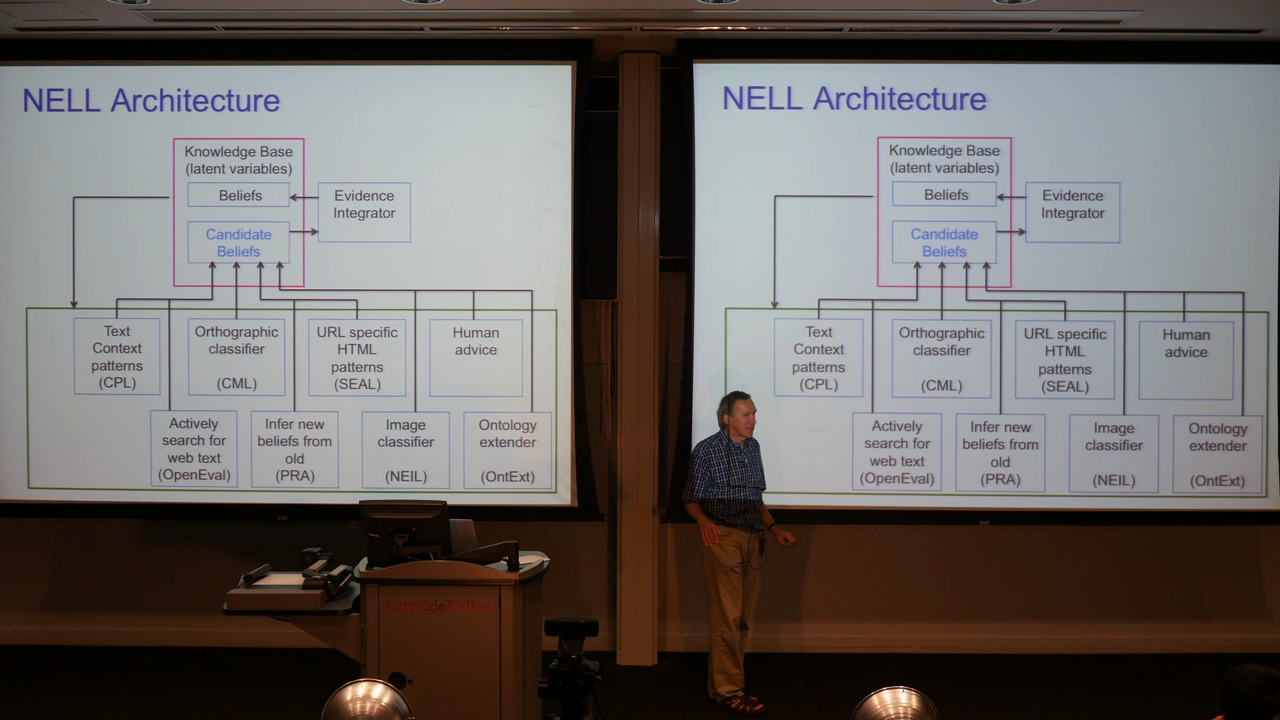 NELL Architecture
Knowledge Base
(latent variables)
Beliefs
Evidence
Integrator
Candidate
Beliefs
Text
Context
patterns
(CPL)
Orthographic
classifier
(CML)
URL specific
HTML
patterns
(SEAL)
Human
advice
Actively
search for
web text
(OpenEval)
Infer new
beliefs from
old
(PRA)
Image
classifier
(NEIL)
Ontology
extender
(OntExt)
NELL Architecture
Knowledge Base
(latent variables)
Beliefs
Evidence
Integrator
Candidate
Beliefs
Text
Context
patterns
(CPL)
Orthographic
classifier
(CML)
URL specific
HTML
patterns
(SEAL)
Human
advice
Actively
search for
web text
(OpenEval)
Infer new
beliefs from
old
(PRA)
Image
classifier
(NEIL)
Ontology
extender
(OntExt)
Carnegie Mellon